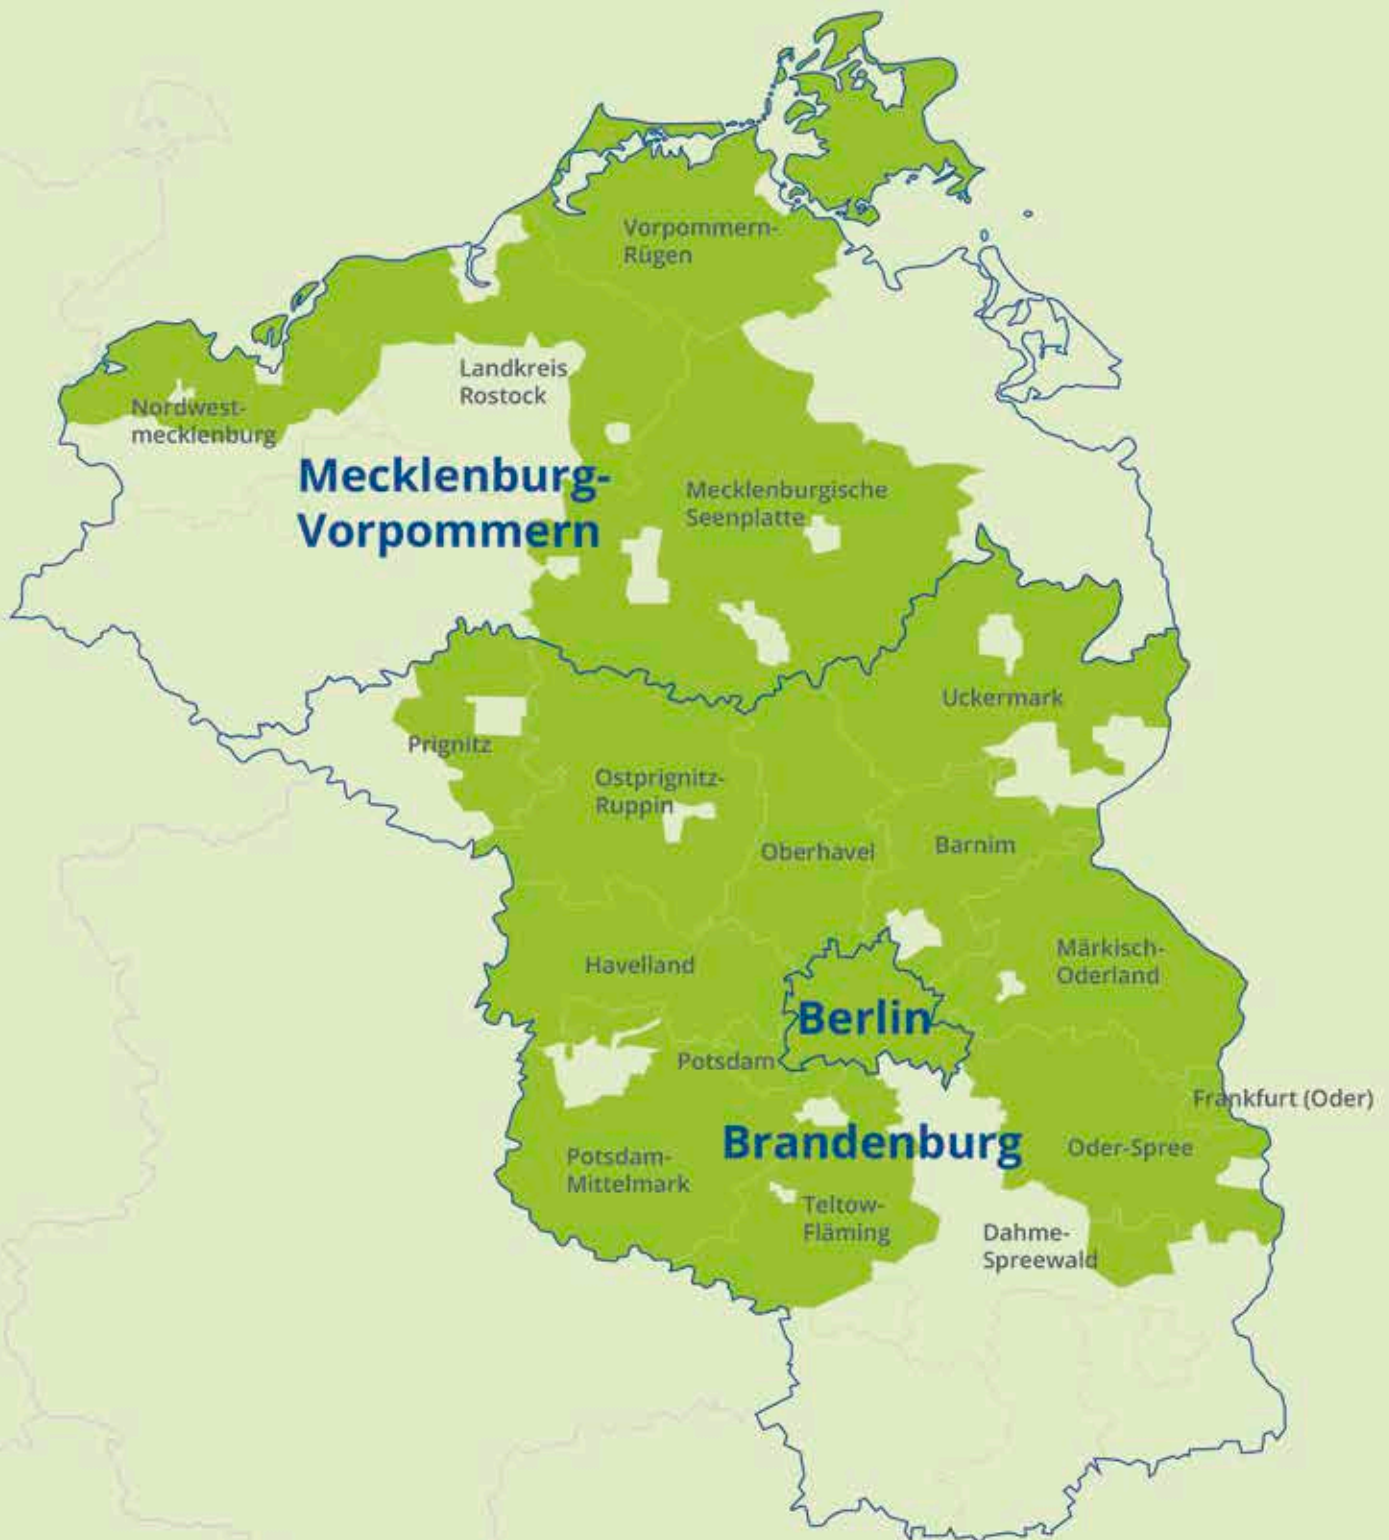 Vorpommern-
Rügen
Landkreis
Rostock
Nordwest-
mecklenburg
Mecklenburg-
Vorpommern
Mecklenburgische
Seenplatte
Uckermark
Prignitz
Ostprignitz-
Ruppin
Oberhavel
Barnim
Havelland
Märkisch-
Oderland
Berlin
Potsdam
Frankfurt (Oder)
Brandenburg
Oder-Spree
Potsdam-
Mittelmark
Teltow-
Fläming
Dahme-
Spreewald